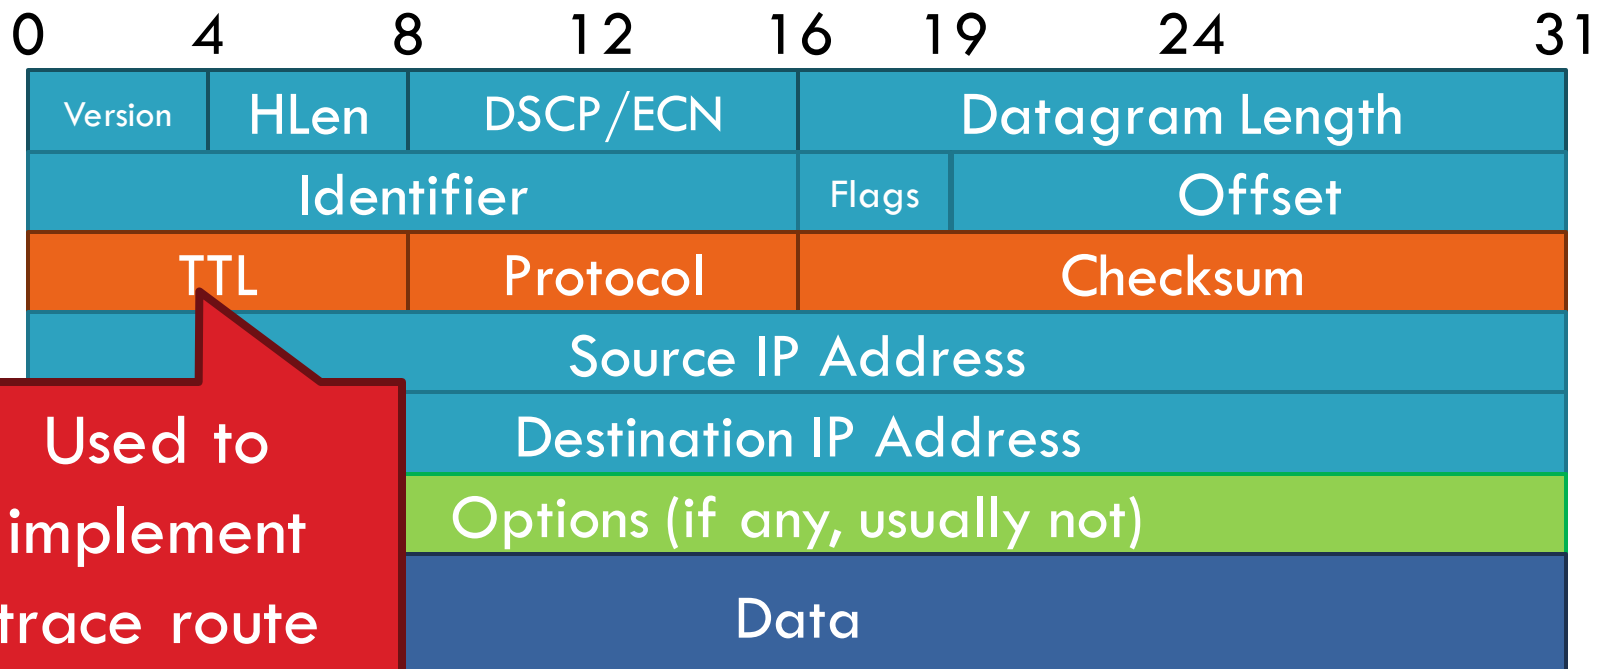 0 4 8 12 16 19 24 31
Version HLen DSCP/ECN Datagram Length
Identifier Flags Offset
TTL Protocol Checksum
Source IP Address
Destination IP Address
Options (if any, usually not)
Data
Used to
implement
trace route